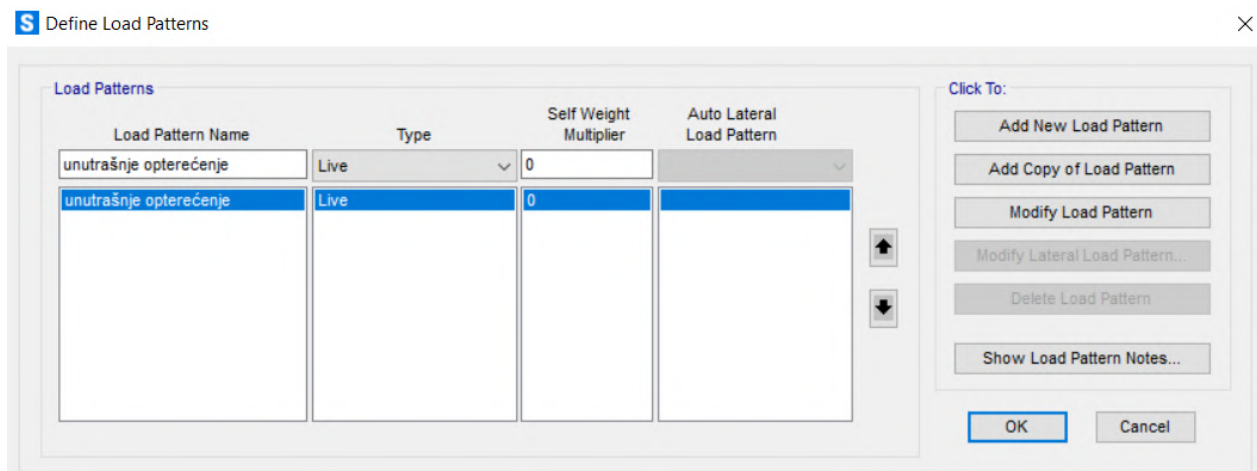 S Define Load Patterns
Load Patterns
Click To:
Load Pattern Name
Type
Self Weight
Multiplier
Auto Lateral
Load Pattern
unutrašnje opterećenje
Live
0
unutrašnje opterećenje
Live
0
Add New Load Pattern
Add Copy of Load Pattern
Modify Load Pattern
Modify Lateral Load Pattern...
Delete Load Pattern
Show Load Pattern Notes...
OK
Cancel